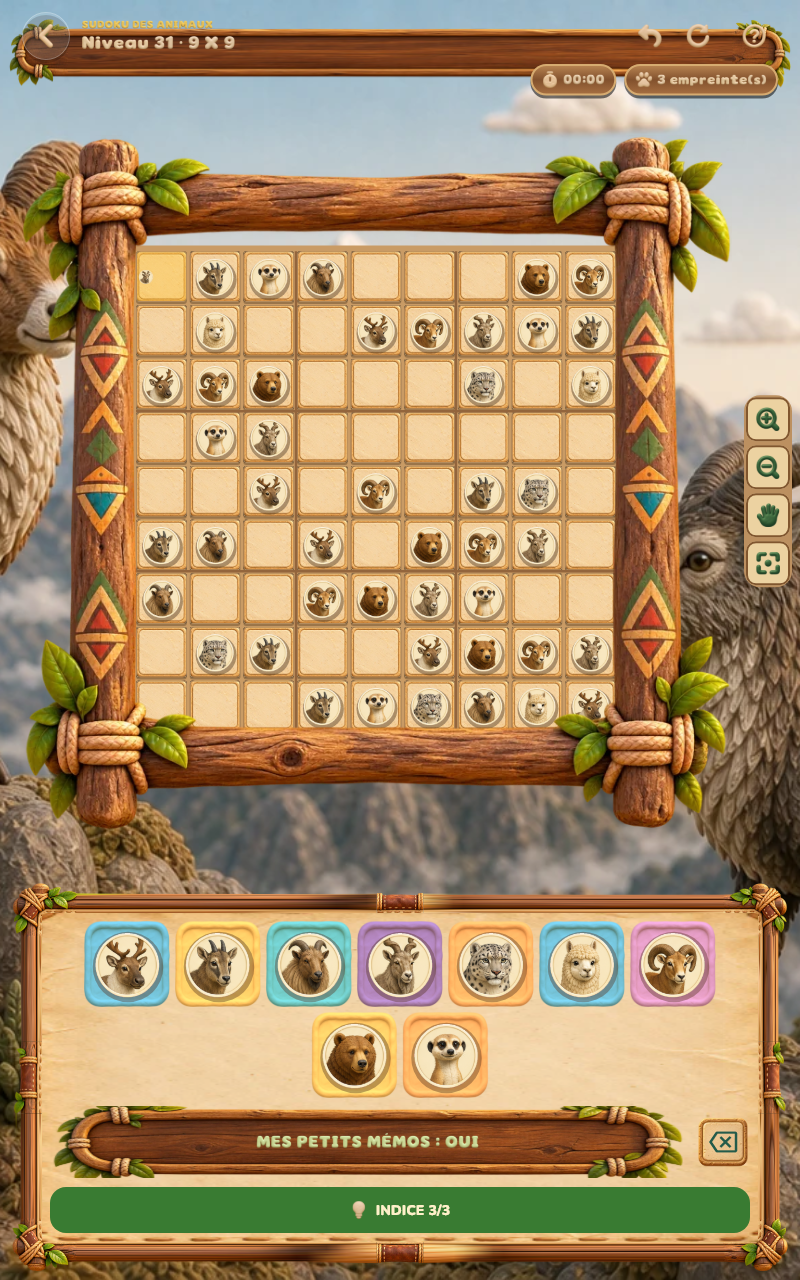 SUDOKU DES ANIMAUX
Niveau 31 · 9 X 9
00:00
3 empreinte(s)
MES PETITS MÉMOS : OUI
INDICE 3/3